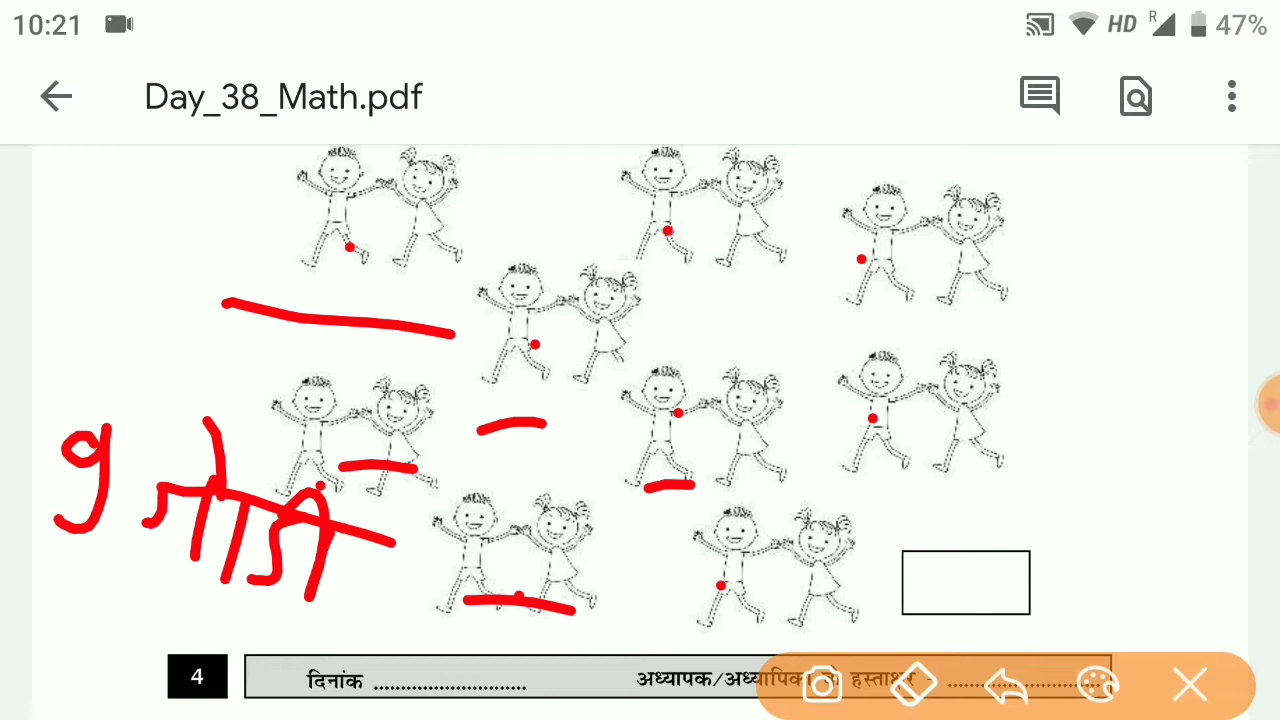 10:21 HD R 47%
Day_38_Math.pdf
9
4 दिनांक ............................ अध्यापक/अध्यापिका के हस्ताक्षर - ............................